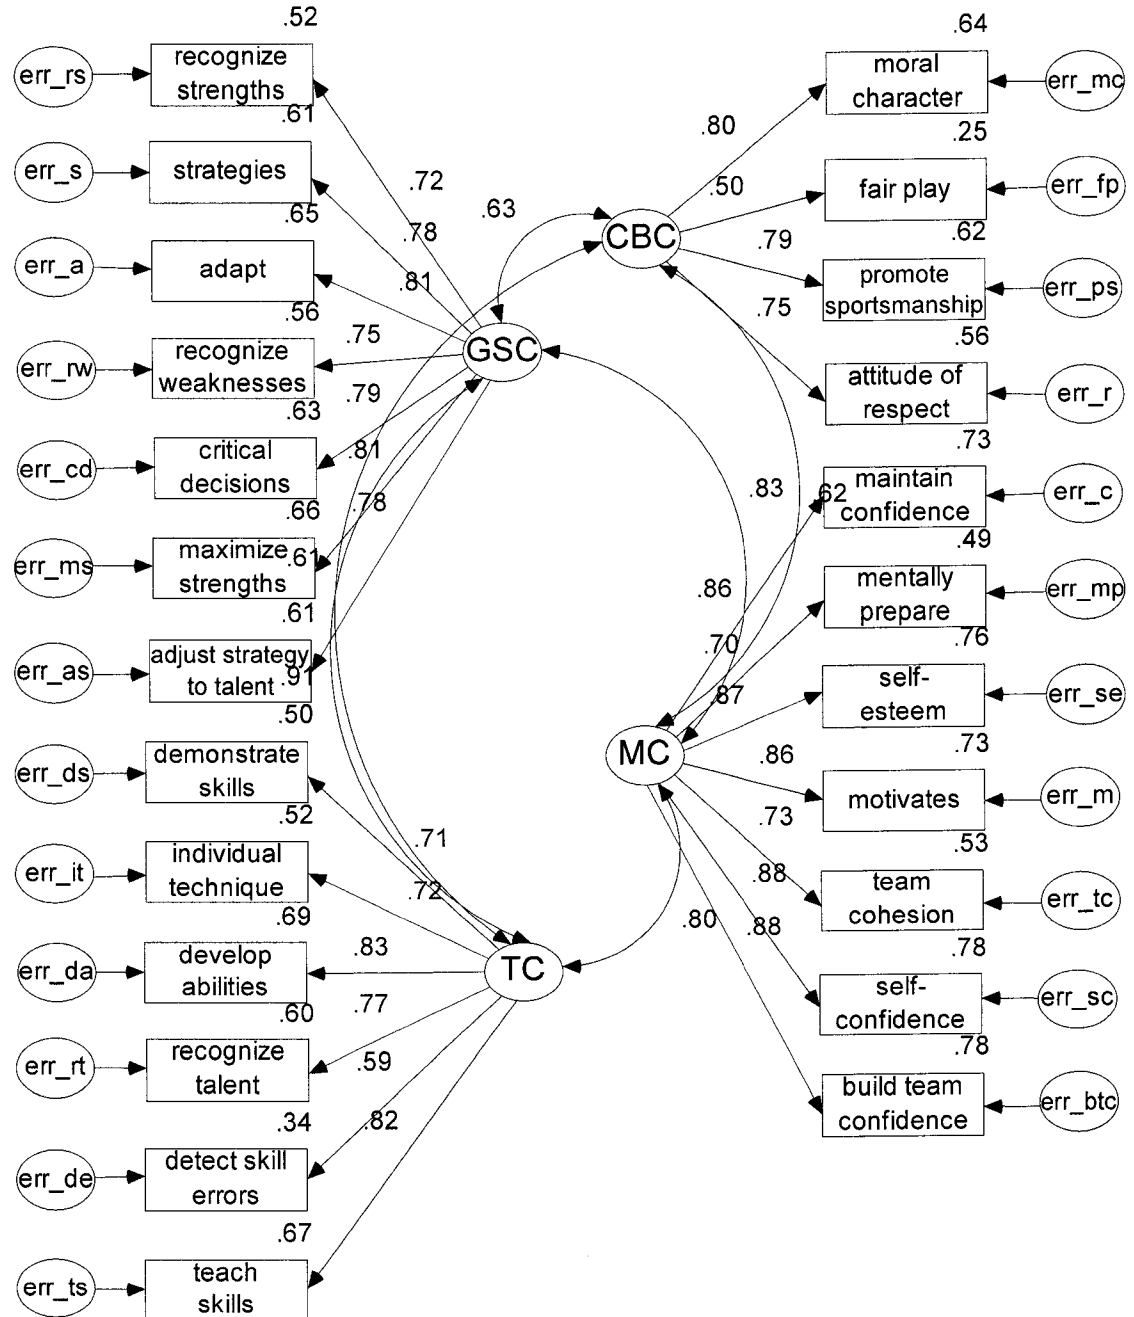 .52
err_rs
recognize
strengths
.61
err_s
strategies
.65
err_a
adapt
.56
err_rw
recognize
weaknesses
.63
err_cd
critical
decisions
.66
err_ms
maximize
strengths
.61
.61
err_as
adjust strategy
to talent
.91
.50
err_ds
demonstrate
skills
.52
err_it
individual
technique
.69
err_da
develop
abilities
.60
err_rt
recognize
talent
.34
err_de
detect skill
errors
.67
err_ts
teach
skills
.72
.78
.81
.75
.79
.81
.78
GSC
.63
CBC
.71
.72
.83
.77
.59
.82
TC
.80
.50
.79
.75
.83
.62
.86
.70
.87
MC
.86
.73
.88
.88
.80
.64
moral
character
err_mc
.25
fair play
err_fp
.62
promote
sportsmanship
err_ps
.56
attitude of
respect
err_r
.73
maintain
confidence
err_c
.49
mentally
prepare
err_mp
.76
self-
esteem
err_se
.73
motivates
err_m
.53
team
cohesion
err_tc
.78
self-
confidence
err_sc
.78
build team
confidence
err_btc